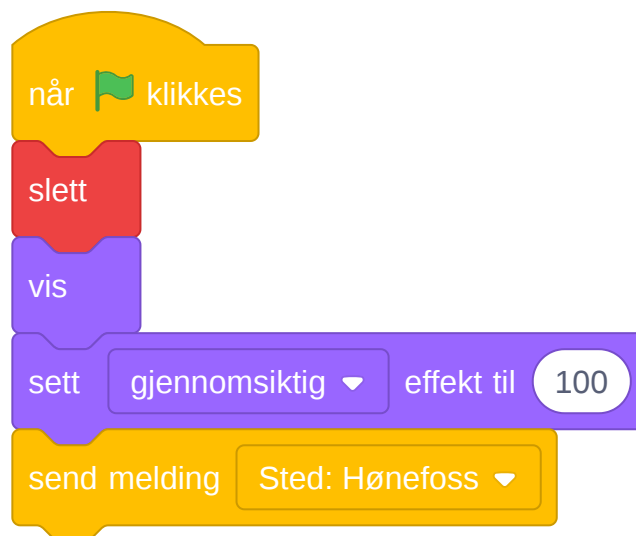 når klikkes
slett
vis
sett gjennomsiktig effekt til 100
send melding Sted: Hønefoss